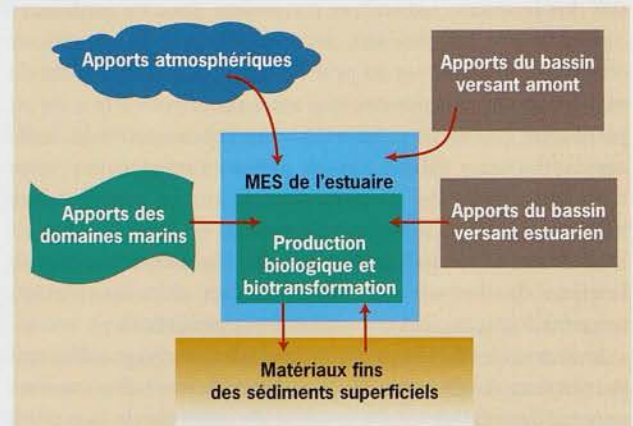 Apports atmosphériques
Apports du bassin
versant amont
MES de l'estuaire
Apports des
domaines marins
Apports du bassin
versant estuarien
Production
biologique et
biotransformation
Matériaux fins
des sédiments superficiels